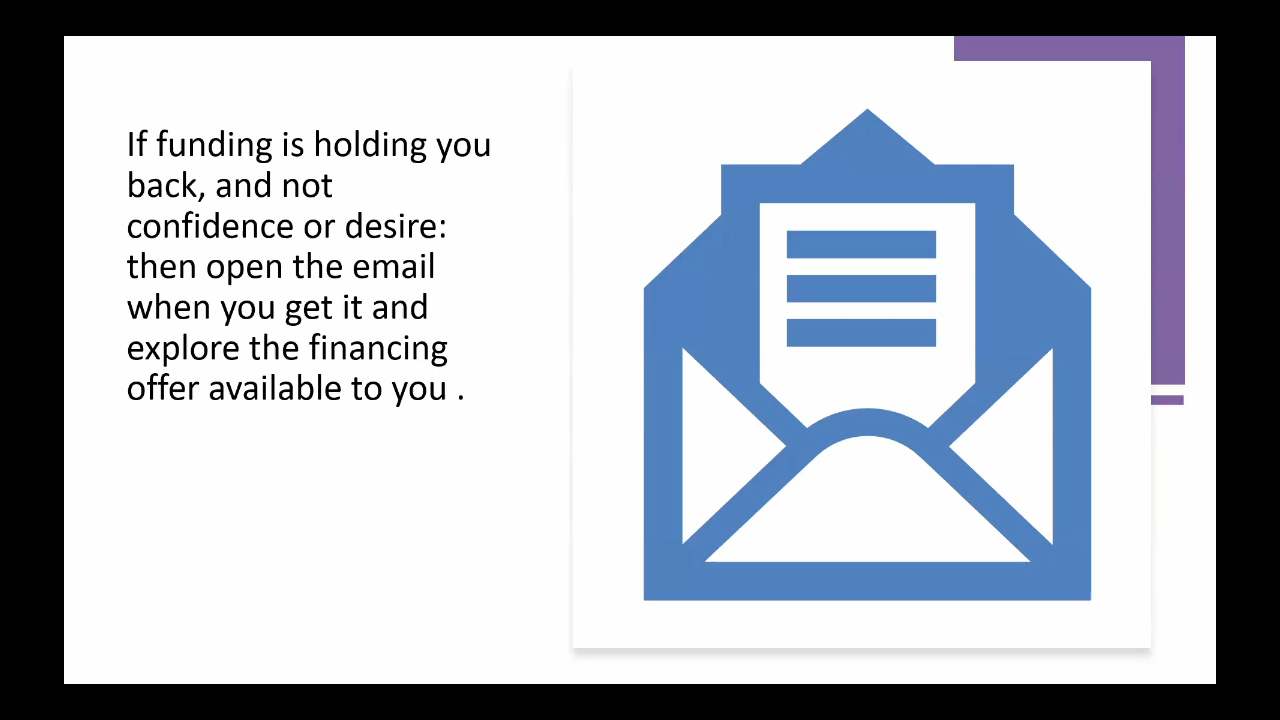 If funding is holding you
back, and not
confidence or desire:
then open the email
when you get it and
explore the financing
offer available to you .